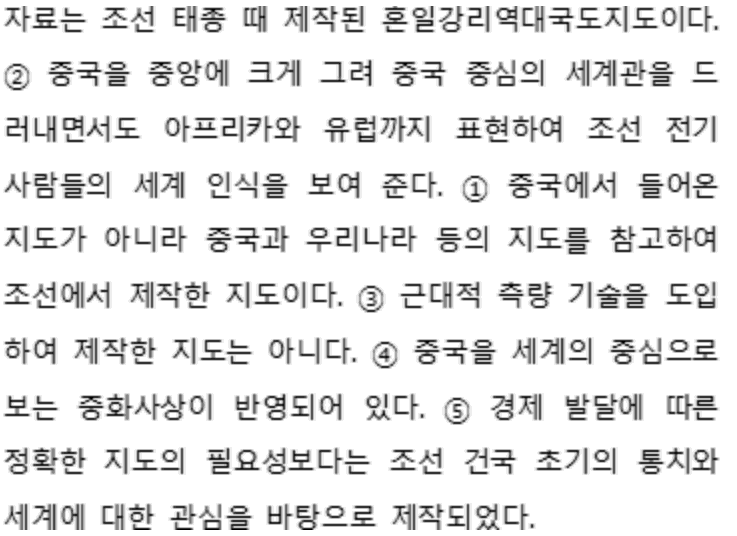 자료는 조선 태종 때 제작된 혼일강리역대국도지도이다.
② 중국을 중앙에 크게 그려 중국 중심의 세계관을 드
러내면서도 아프리카와 유럽까지 표현하여 조선 전기
사람들의 세계 인식을 보여 준다. ① 중국에서 들어온
지도가 아니라 중국과 우리나라 등의 지도를 참고하여
조선에서 제작한 지도이다. ③ 근대적 측량 기술을 도입
하여 제작한 지도는 아니다. ④ 중국을 세계의 중심으로
보는 중화사상이 반영되어 있다. ⑤ 경제 발달에 따른
정확한 지도의 필요성보다는 조선 건국 초기의 통치와
세계에 대한 관심을 바탕으로 제작되었다.